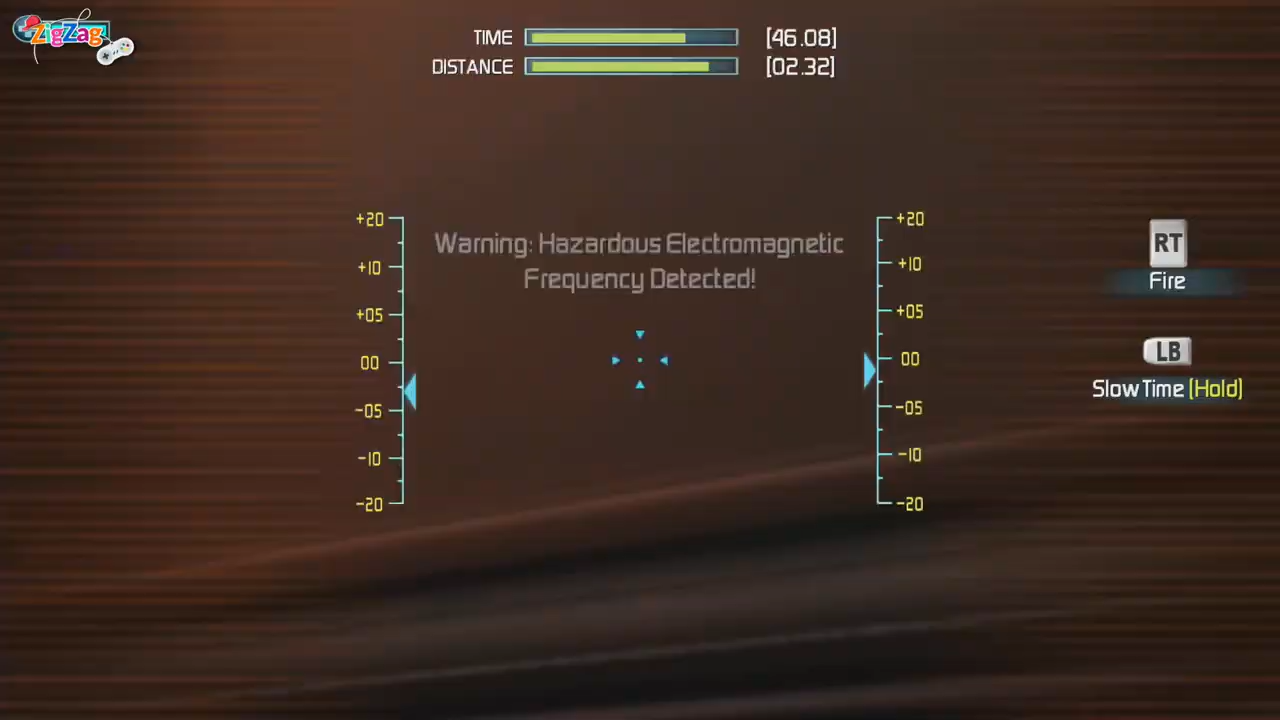 ZigZag
TIME [46.08]
DISTANCE [02.32]
+20
+10
+05
00
-05
-10
-20
Warning: Hazardous Electromagnetic
Frequency Detected!
+20
+10
+05
00
-05
-10
-20
RT
Fire
LB
Slow Time [Hold]